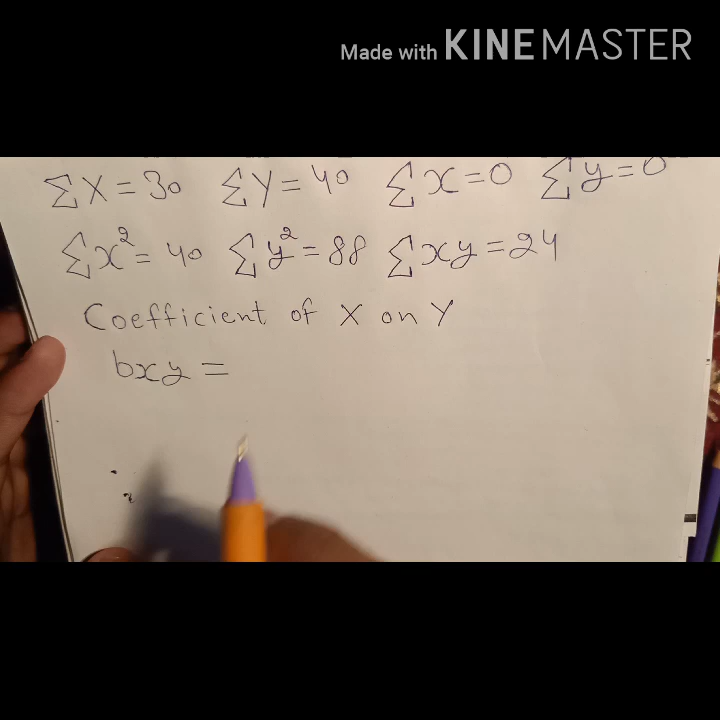 Made with KINEMASTER
ΣX = 30 ΣY = 40 Σx = 0 Σy = 0
Σx² = 40 Σy² = 88 Σxy = 24
Coefficient of X on Y
bxy =